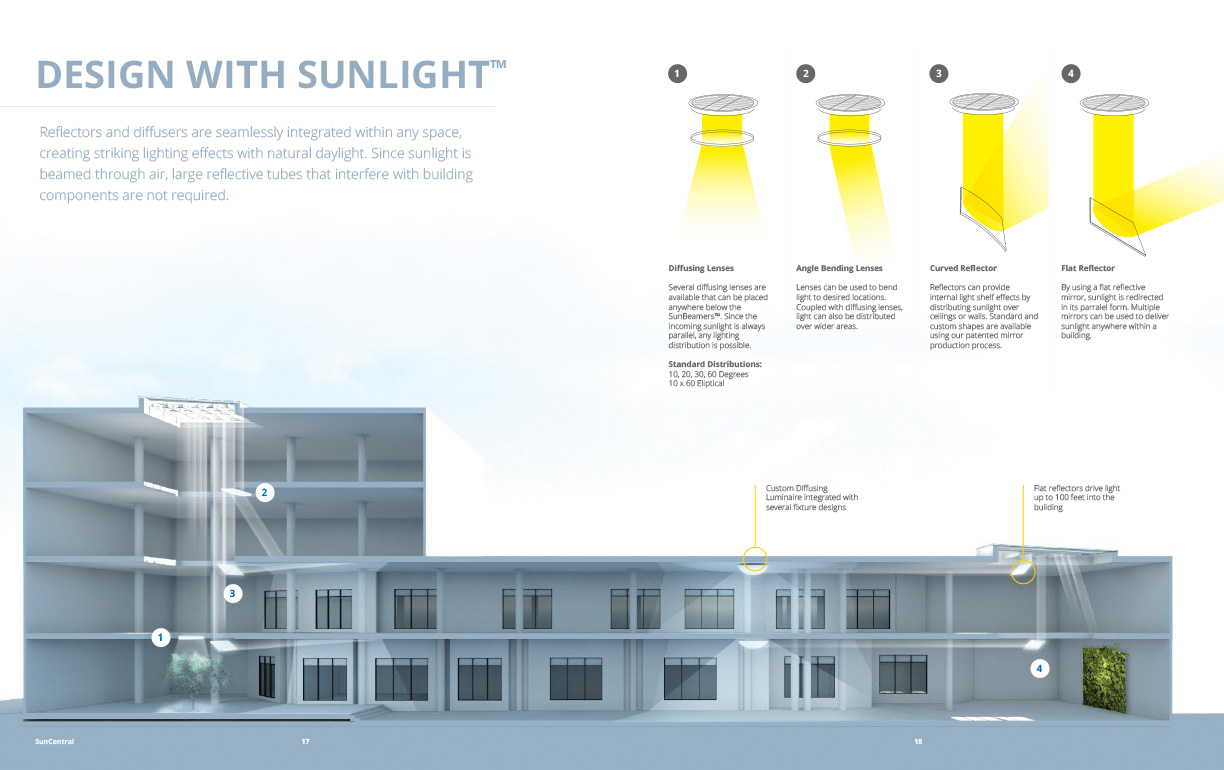 DESIGN WITH SUNLIGHT™
Reflectors and diffusers are seamlessly integrated within any space,
creating striking lighting effects with natural daylight. Since sunlight is
beamed through air, large reflective tubes that interfere with building
components are not required.
1
2
3
4
Diffusing Lenses
Several diffusing lenses are
available that can be placed
anywhere below the
SunBeamers™. Since the
incoming sunlight is always
parallel, any lighting
distribution is possible.
Standard Distributions:
10, 20, 30, 60 Degrees
10 x 60 Eliptical
Angle Bending Lenses
Lenses can be used to bend
light to desired locations.
Coupled with diffusing lenses,
light can also be distributed
over wider areas.
Curved Reflector
Reflectors can provide
internal light shelf effects by
distributing sunlight over
ceilings or walls. Standard and
custom shapes are available
using our patented mirror
production process.
Flat Reflector
By using a flat reflective
mirror, sunlight is redirected
in its parralel form. Multiple
mirrors can be used to deliver
sunlight anywhere within a
building.
Custom Diffusing
Luminaire integrated with
several fixture designs
Flat reflectors drive light
up to 100 feet into the
building
2
3
1
4
SunCentral
17
18